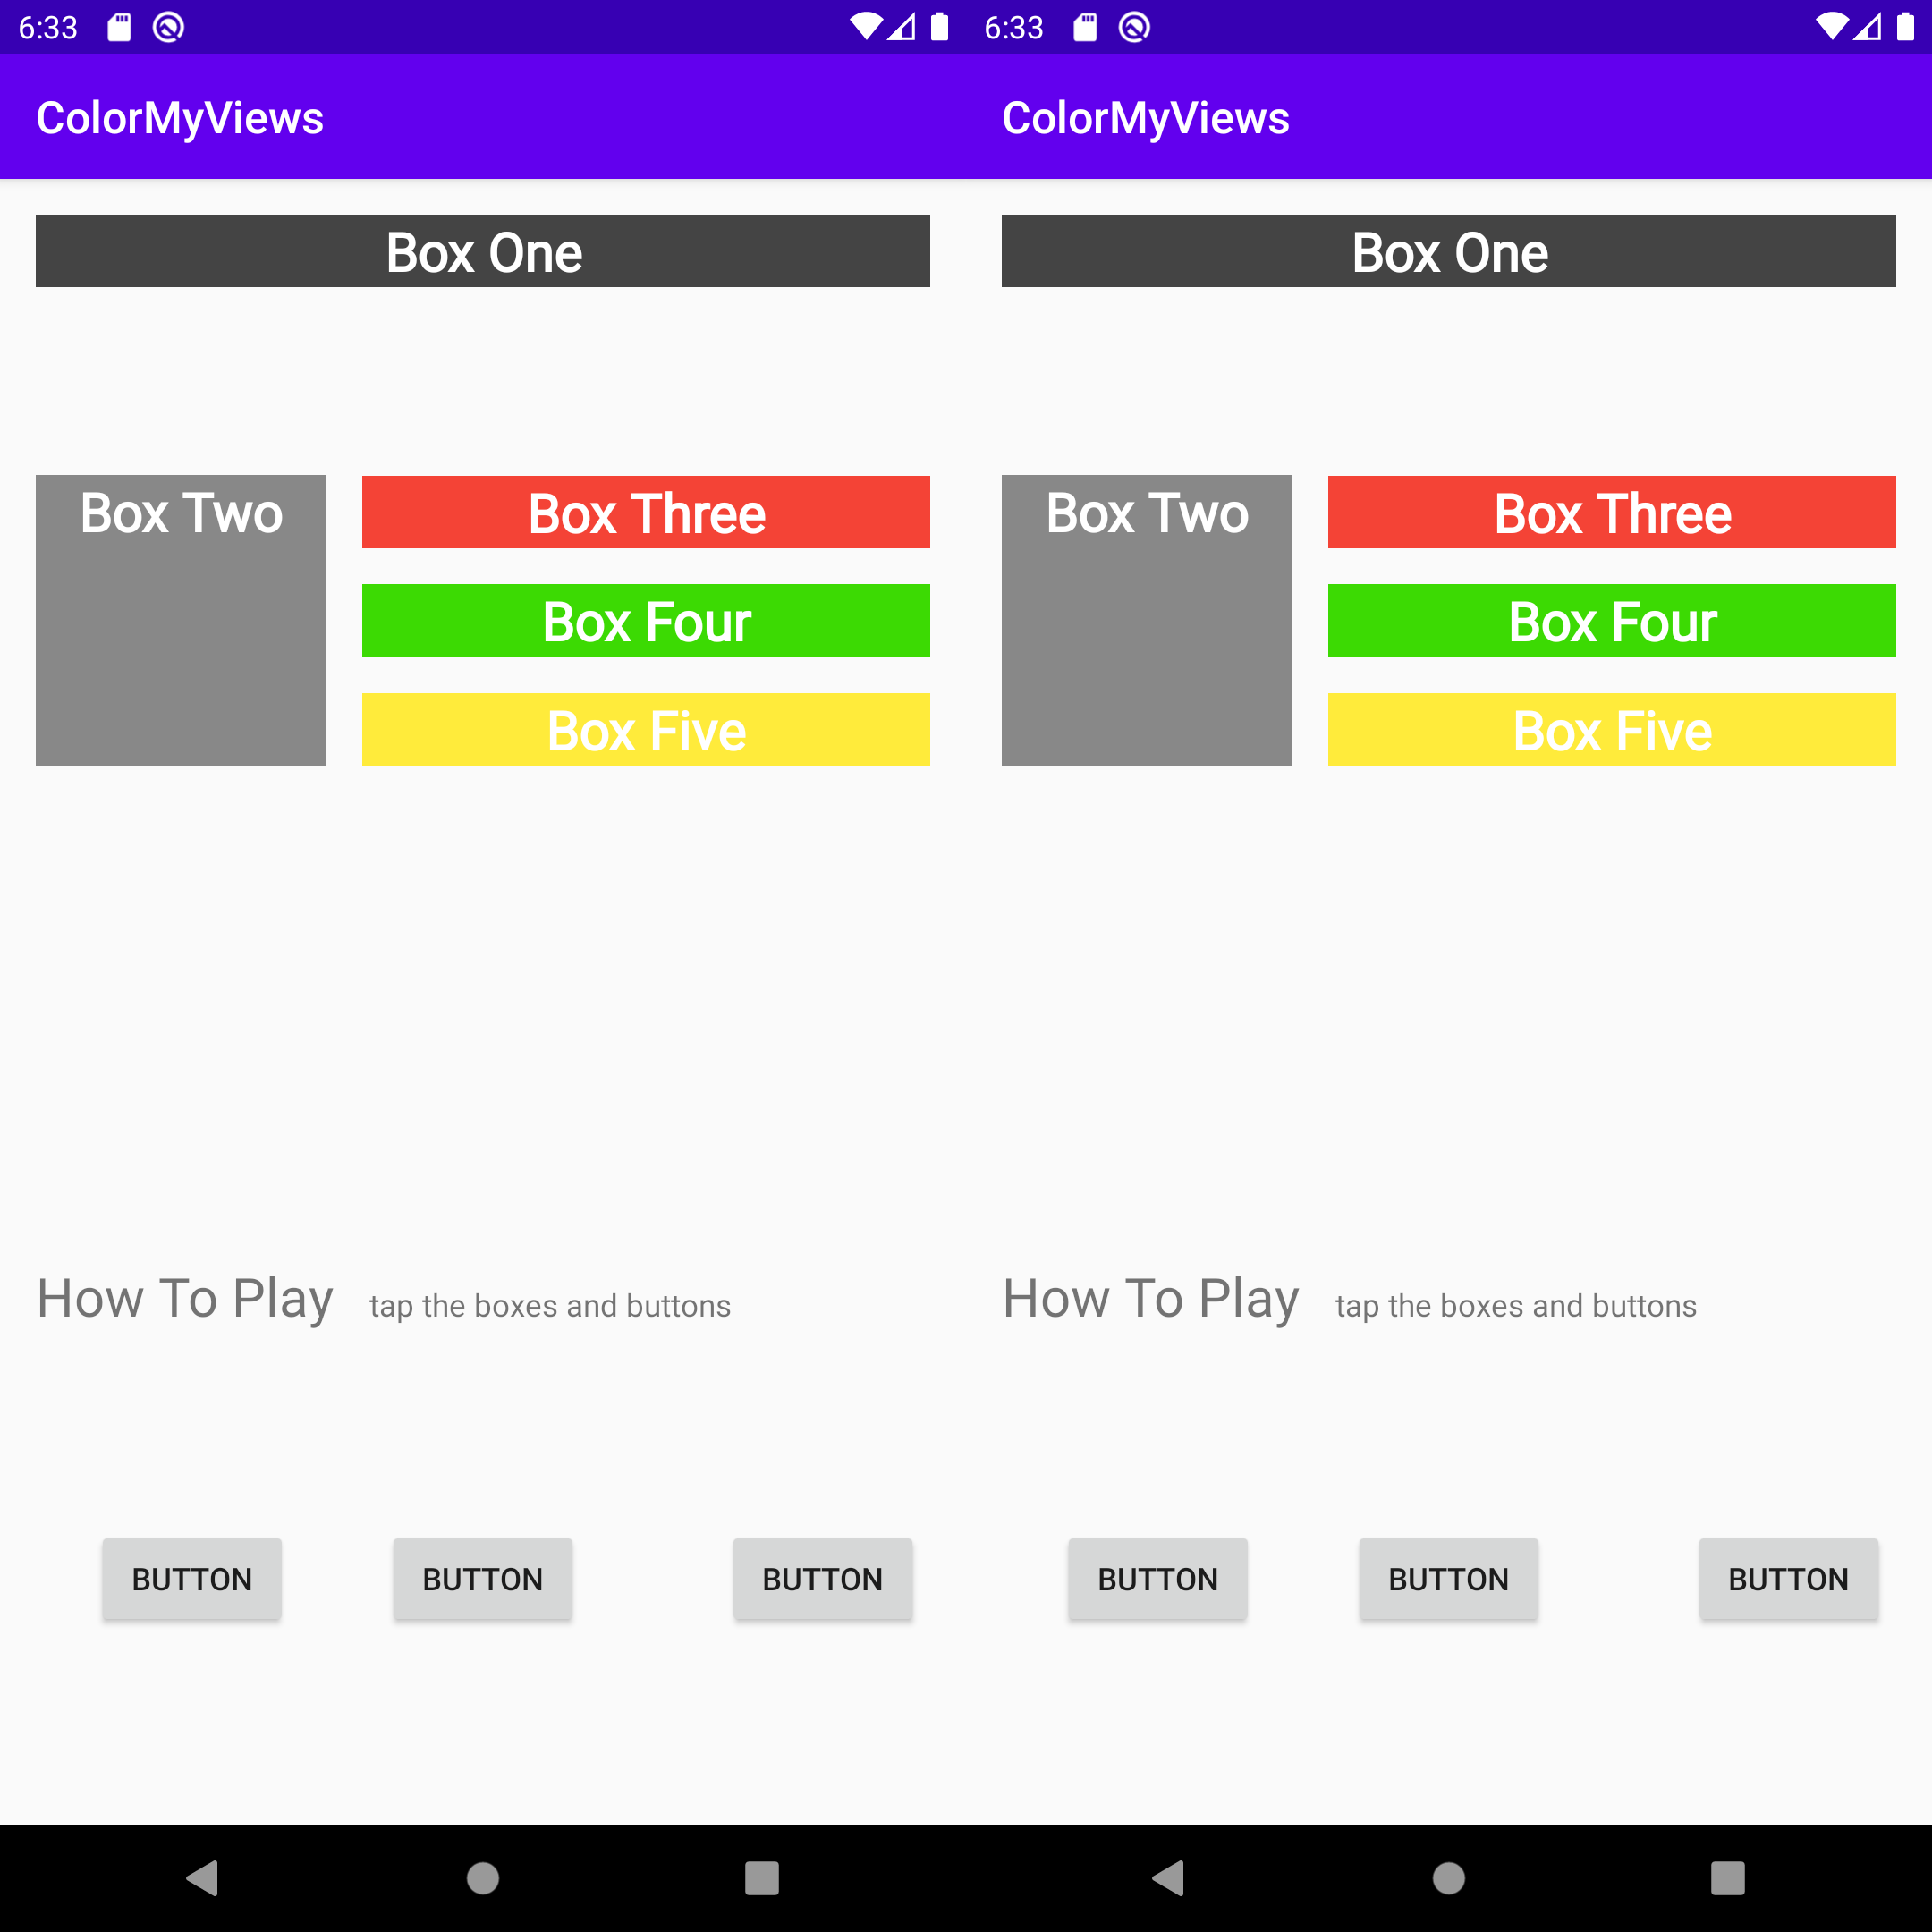 6:33
ColorMyViews
Box One
Box Two
Box Three
Box Four
Box Five
How To Play tap the boxes and buttons
BUTTON BUTTON BUTTON
6:33
ColorMyViews
Box One
Box Two
Box Three
Box Four
Box Five
How To Play tap the boxes and buttons
BUTTON BUTTON BUTTON